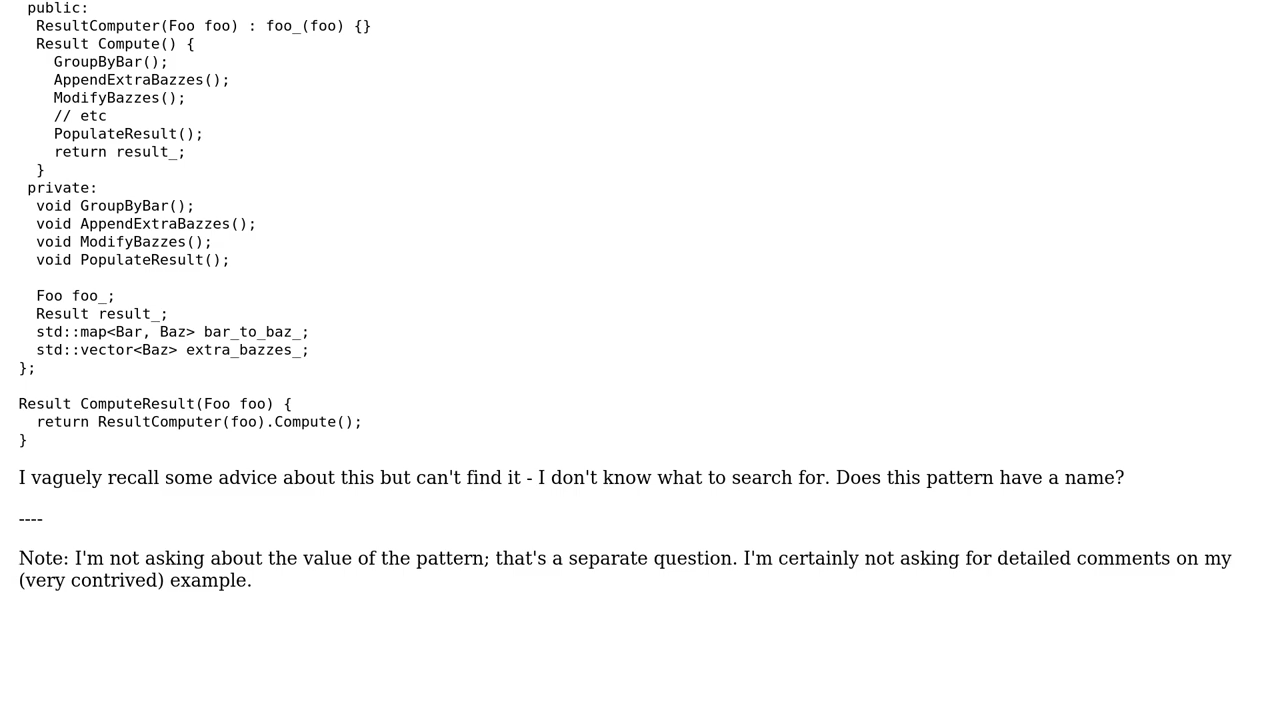 public:
ResultComputer(Foo foo) : foo_(foo) {}
Result Compute() {
GroupByBar();
AppendExtraBazzes();
ModifyBazzes();
// etc
PopulateResult();
return result_;
}
private:
void GroupByBar();
void AppendExtraBazzes();
void ModifyBazzes();
void PopulateResult();
Foo foo_;
Result result_;
std::map<Bar, Baz> bar_to_baz_;
std::vector<Baz> extra_bazzes_;
};
Result ComputeResult(Foo foo) {
return ResultComputer(foo).Compute();
}
I vaguely recall some advice about this but can't find it - I don't know what to search for. Does this pattern have a name?
----
Note: I'm not asking about the value of the pattern; that's a separate question. I'm certainly not asking for detailed comments on my
(very contrived) example.